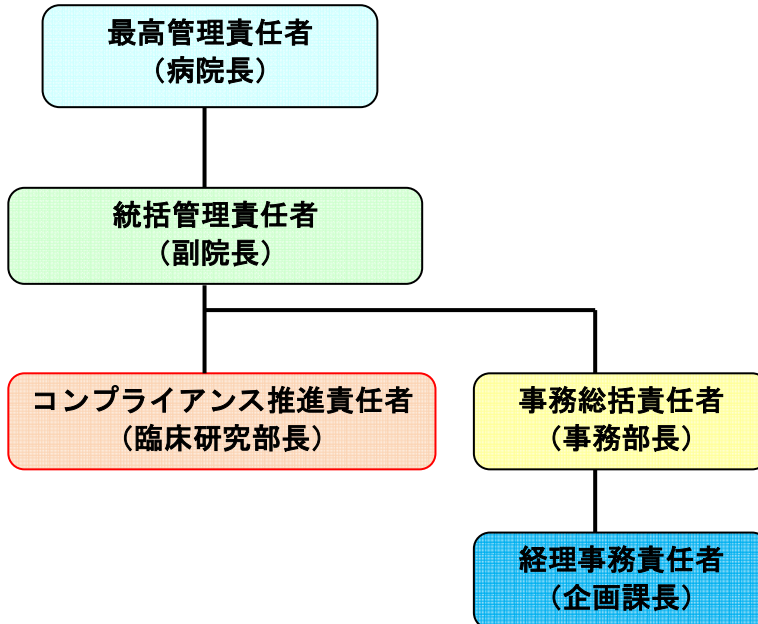 最高管理責任者
（病院長）
統括管理責任者
（副院長）
コンプライアンス推進責任者
（臨床研究部長）
事務総括責任者
（事務部長）
経理事務責任者
（企画課長）